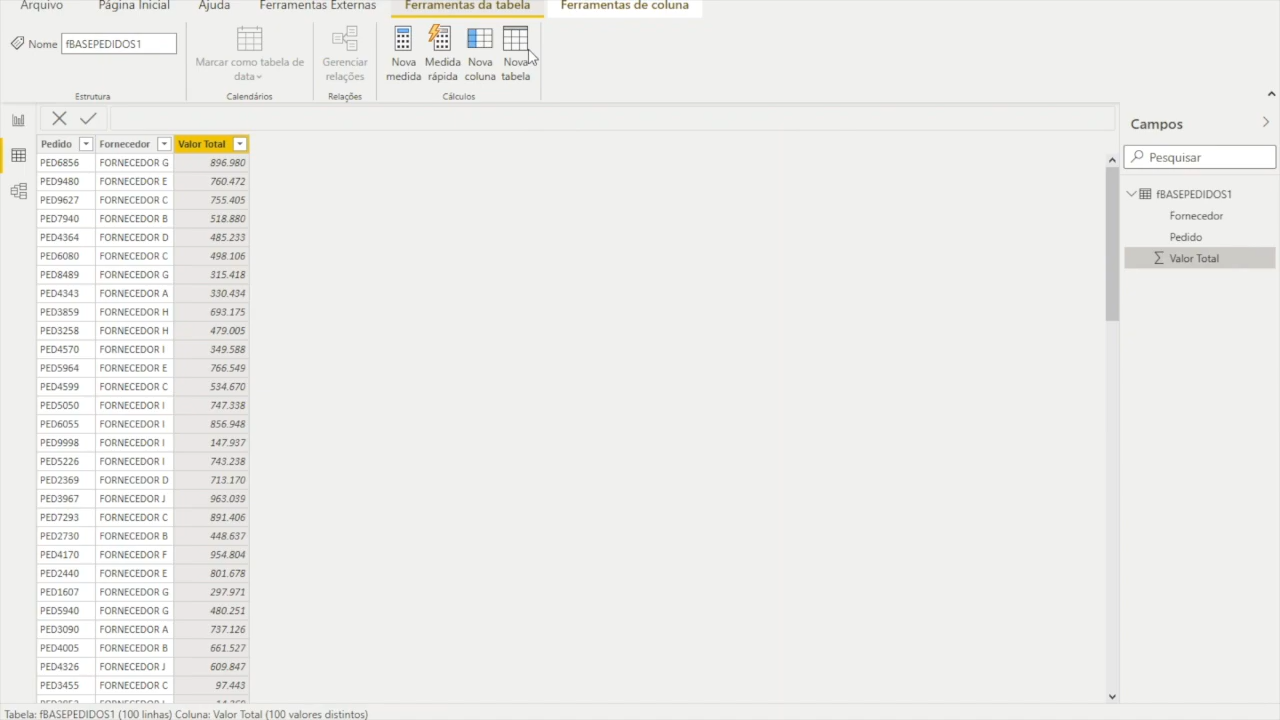 Arquivo Página Inicial Ajuda Ferramentas Externas Ferramentas da tabela Ferramentas de coluna
Nome fBASEPEDIDOS1
Marcar como tabela de data
Gerenciar relações
Nova medida
Medida rápida
Nova coluna
Nova tabela
Estrutura Calendários Relações Cálculos
Pedido Fornecedor Valor Total
PED6856 FORNECEDOR G 896.980
PED9480 FORNECEDOR E 760.472
PED9627 FORNECEDOR C 755.405
PED7940 FORNECEDOR B 518.880
PED4364 FORNECEDOR D 485.233
PED6080 FORNECEDOR C 498.106
PED8489 FORNECEDOR G 315.418
PED4343 FORNECEDOR A 330.434
PED3859 FORNECEDOR H 693.175
PED3258 FORNECEDOR H 479.005
PED4570 FORNECEDOR I 349.588
PED5964 FORNECEDOR E 766.549
PED4599 FORNECEDOR C 534.670
PED5050 FORNECEDOR I 747.338
PED6055 FORNECEDOR I 856.948
PED9998 FORNECEDOR I 147.937
PED5226 FORNECEDOR I 743.238
PED2369 FORNECEDOR D 713.170
PED3967 FORNECEDOR J 963.039
PED7293 FORNECEDOR C 891.406
PED2730 FORNECEDOR B 448.637
PED4170 FORNECEDOR F 954.804
PED2440 FORNECEDOR E 801.678
PED1607 FORNECEDOR G 297.971
PED5940 FORNECEDOR G 480.251
PED3090 FORNECEDOR A 737.126
PED4005 FORNECEDOR B 661.527
PED4326 FORNECEDOR J 609.847
PED3455 FORNECEDOR C 97.443
Campos
Pesquisar
fBASEPEDIDOS1
Fornecedor
Pedido
Valor Total
Tabela: fBASEPEDIDOS1 (100 linhas) Coluna: Valor Total (100 valores distintos)